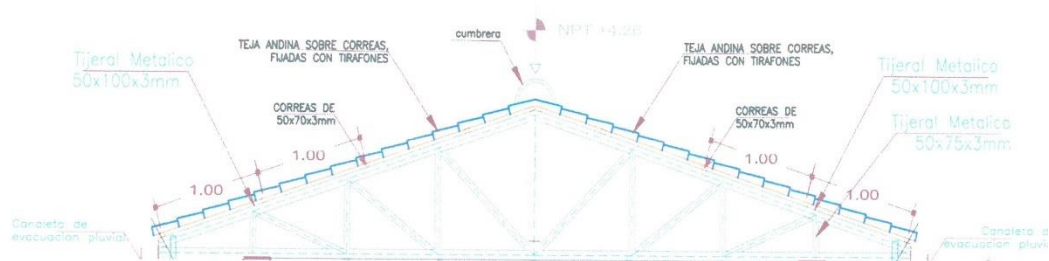 NPT +4.28
cumbrera
TEJA ANDINA SOBRE CORREAS,
FIJADAS CON TIRAFONES
TEJA ANDINA SOBRE CORREAS,
FIJADAS CON TIRAFONES
Tijeral Metalico
50x100x3mm
Tijeral Metalico
50x100x3mm
CORREAS DE
50x70x3mm
CORREAS DE
50x70x3mm
Tijeral Metalico
50x75x3mm
1.00
1.00
1.00
1.00
Canaleta de
evacuacion pluvial
Canaleta d
evacuacion pluvi